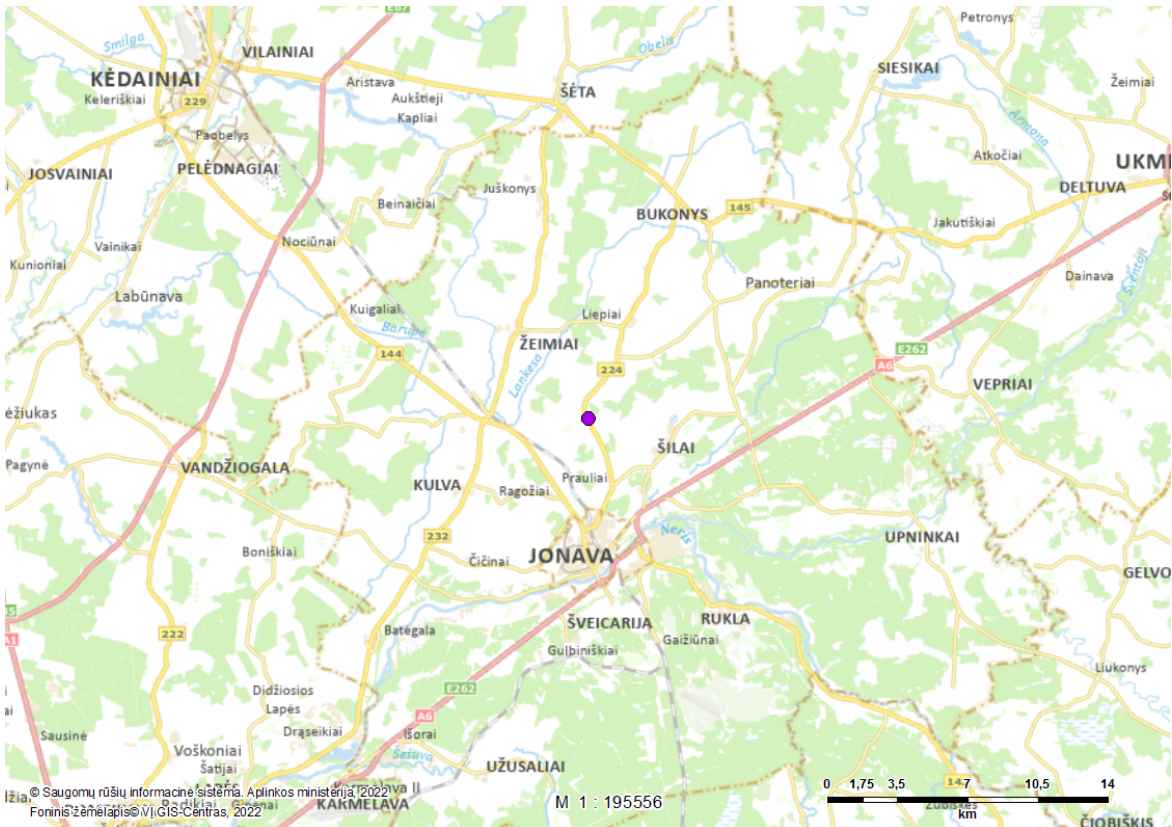 E67
Petronys
Smilga
VILAINIAI
Obelis
SIESIKAI
KĖDAINIAI
Aristava
ŠĖTA
Žeimiai
Keleriškiai
229
Aukštieji
Kapliai
Armona
Paobelys
Atkočiai
UKM
JOSVAINIAI
PELĖDNAGIAI
Juškonys
DELTUVA
Beinaičiai
BUKONYS
145
Jakutiškiai
Nociūnai
Vainikai
Šventoji
Kunioniai
Dainava
Labūnava
Panoteriai
Kuigaliai
Liepiai
Barupė
ŽEIMIAI
E262
144
Lankesa
A6
224
VEPRIAI
ėžiukas
ŠILAI
Pagynė
VANDŽIOGALA
Prauliai
KULVA
Ragožiai
Neris
232
UPNINKAI
Boniškiai
JONAVA
Čičinai
GELVO
A1
222
Batėgala
ŠVEICARIJA
RUKLA
Gaižiūnai
Gulbiniškiai
Liukonys
Didžiosios
Lapės
E262
ai
A6
Drąseikiai
Išorai
Sausinė
Voškoniai
Šešuva
Šatijai
UŽUSALIAI
147
0 1,75 3,5 7 10,5 14
km
© Saugomų rūšių informacinė sistema. Aplinkos ministerija, 2022
M 1 : 195556
KARMELAVA
Foninis žemėlapis© VĮ GIS-Centras, 2022
ČIOBIŠKIS